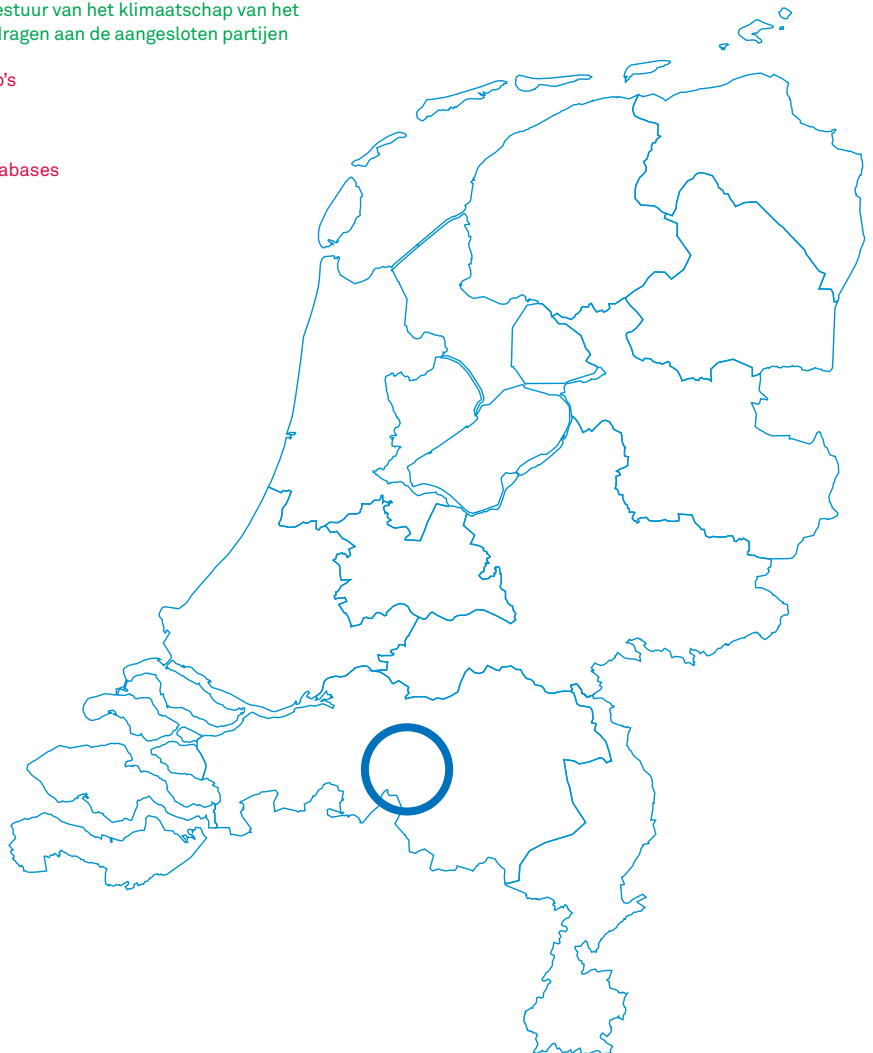 estuur van het klimaatschap van het
dragen aan de aangesloten partijen
o's
abases